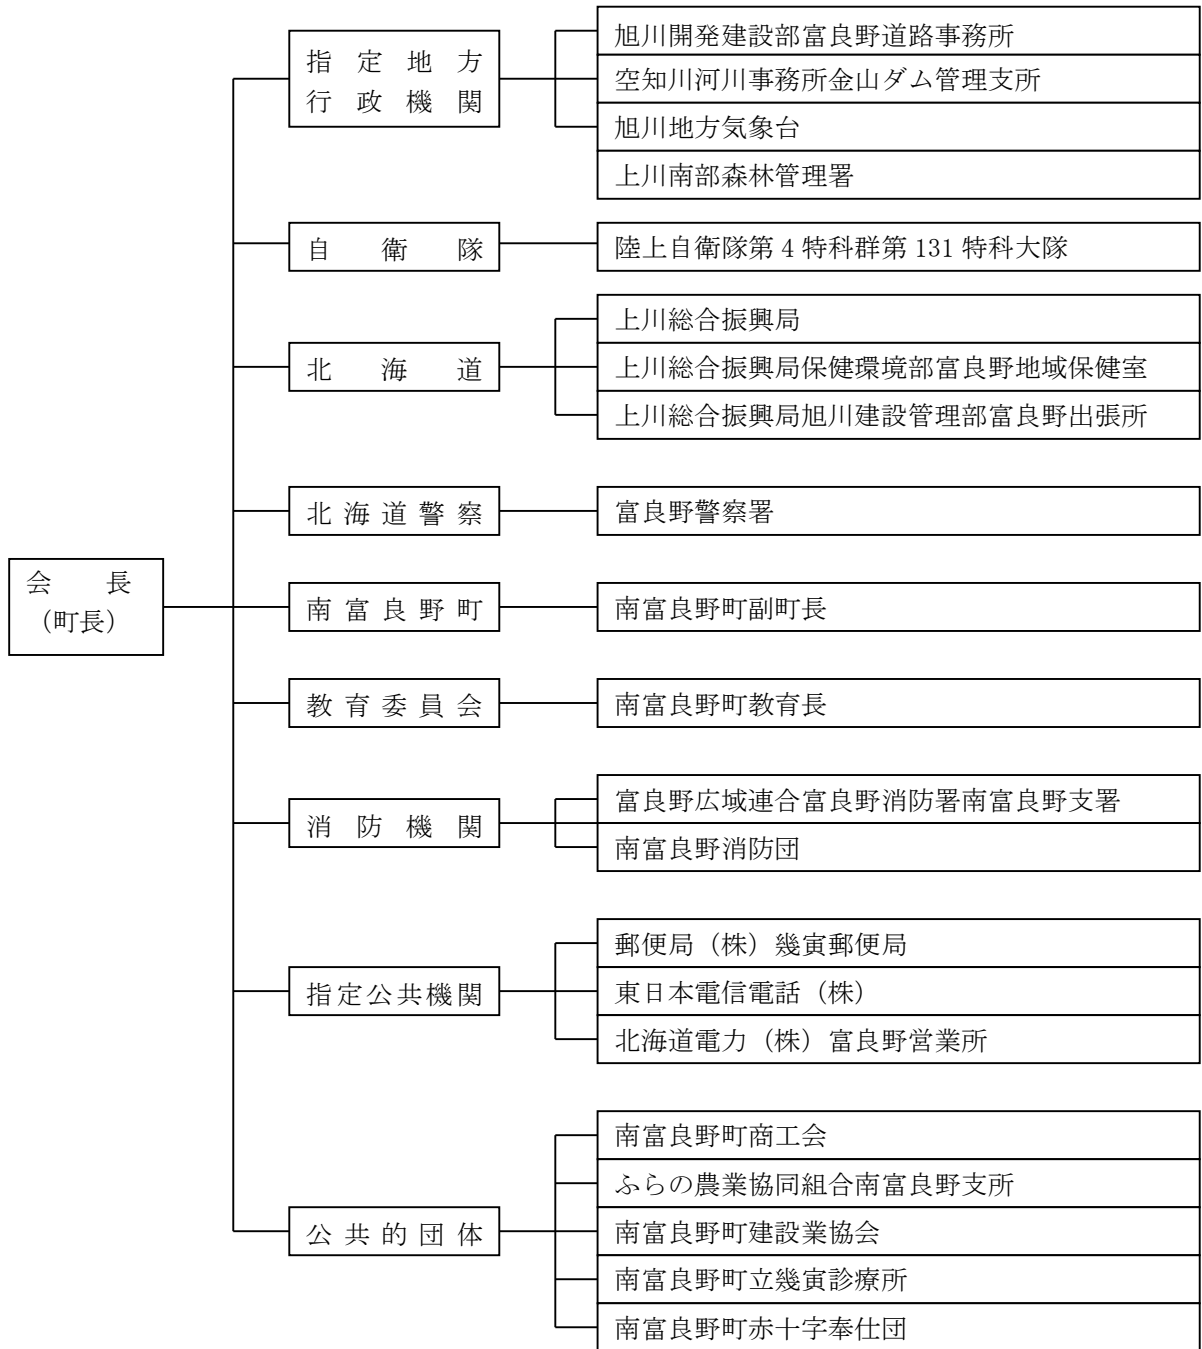 会長
（町長）
指定地方
行政機関
旭川開発建設部富良野道路事務所
空知川河川事務所金山ダム管理支所
旭川地方気象台
上川南部森林管理署
自衛隊
陸上自衛隊第4特科群第131特科大隊
北海道
上川総合振興局
上川総合振興局保健環境部富良野地域保健室
上川総合振興局旭川建設管理部富良野出張所
北海道警察
富良野警察署
南富良野町
南富良野町副町長
教育委員会
南富良野町教育長
消防機関
富良野広域連合富良野消防署南富良野支署
南富良野消防団
指定公共機関
郵便局（株）幾寅郵便局
東日本電信電話（株）
北海道電力（株）富良野営業所
公共的団体
南富良野町商工会
ふらの農業協同組合南富良野支所
南富良野町建設業協会
南富良野町立幾寅診療所
南富良野町赤十字奉仕団